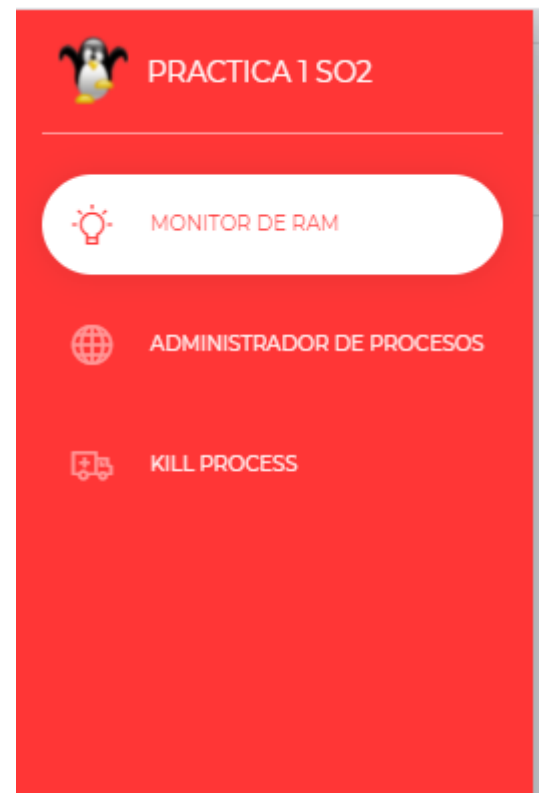 PRACTICA 1 SO2
MONITOR DE RAM
ADMINISTRADOR DE PROCESOS
KILL PROCESS